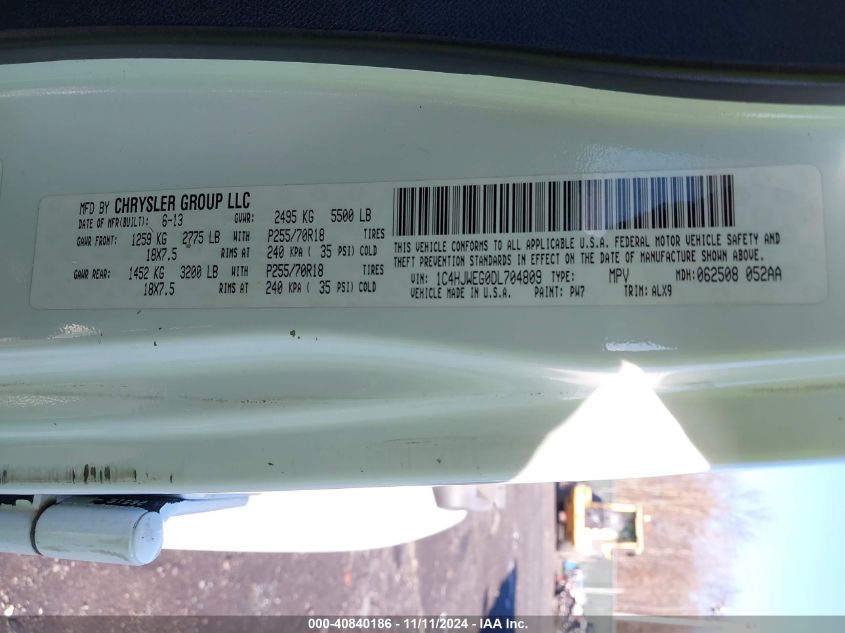 MFD BY CHRYSLER GROUP LLC
DATE OF MFR(BUILT): 6-13 GVWR: 2495 KG 5500 LB
GAWR FRONT: 1259 KG 2775 LB WITH P255/70R18 TIRES
18X7.5 RIMS AT 240 KPA ( 35 PSI) COLD
GAWR REAR: 1452 KG 3200 LB WITH P255/70R18 TIRES
18X7.5 RIMS AT 240 KPA ( 35 PSI) COLD
THIS VEHICLE CONFORMS TO ALL APPLICABLE U.S.A. FEDERAL MOTOR VEHICLE SAFETY AND
THEFT PREVENTION STANDARDS IN EFFECT ON THE DATE OF MANUFACTURE SHOWN ABOVE.
VIN: 1C4HJWEG0DL704809 TYPE: MPV MDH: 062508 052AA
VEHICLE MADE IN U.S.A. PAINT: PW7 TRIM: ALX9
000-40840186 - 11/11/2024 - IAA Inc.